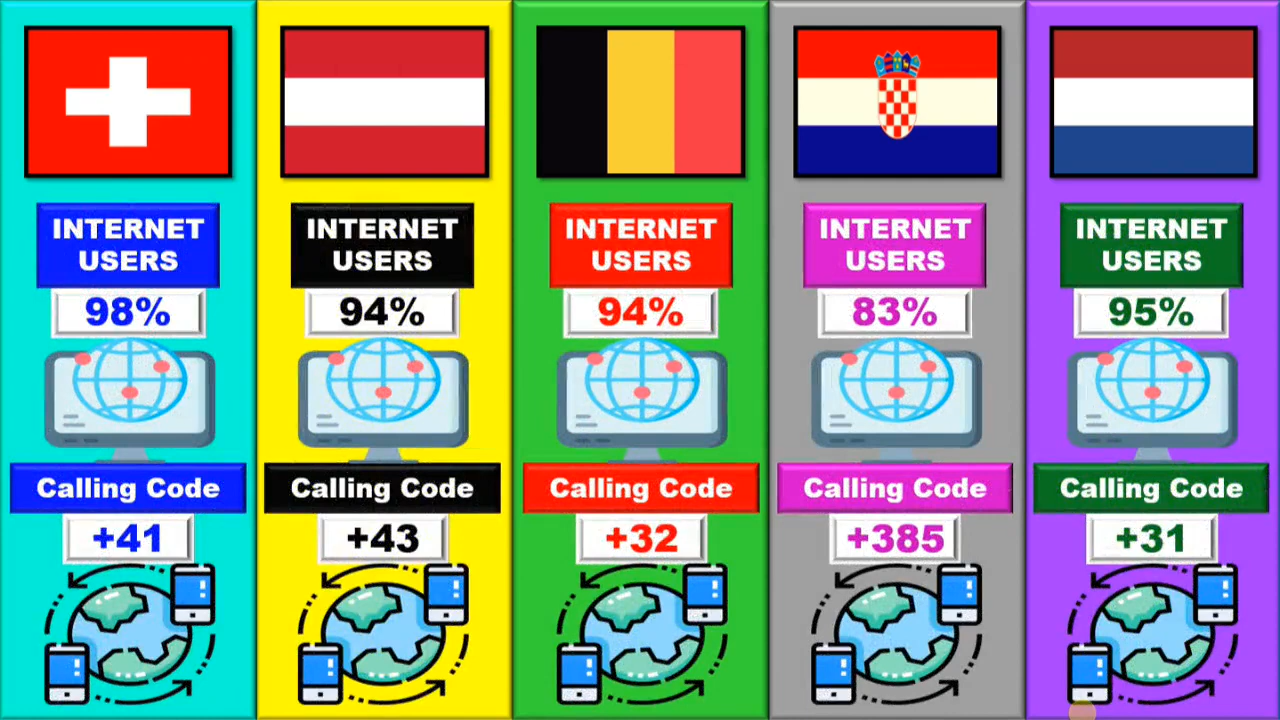 INTERNET
USERS
98%
Calling Code
+41
INTERNET
USERS
94%
Calling Code
+43
INTERNET
USERS
94%
Calling Code
+32
INTERNET
USERS
83%
Calling Code
+385
INTERNET
USERS
95%
Calling Code
+31